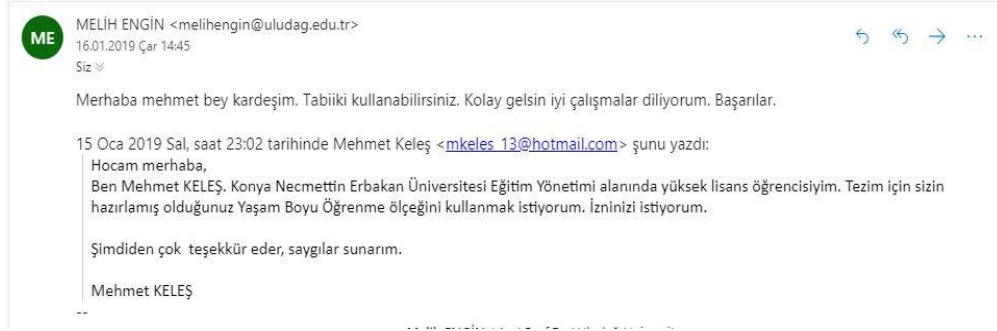 ME
MELİH ENGİN <melihengin@uludag.edu.tr>
16.01.2019 Çar 14:45
Siz
Merhaba mehmet bey kardeşim. Tabiiki kullanabilirsiniz. Kolay gelsin iyi çalışmalar diliyorum. Başarılar.
15 Oca 2019 Sal, saat 23:02 tarihinde Mehmet Keleş <mkeles_13@hotmail.com> şunu yazdı:
Hocam merhaba,
Ben Mehmet KELEŞ. Konya Necmettin Erbakan Üniversitesi Eğitim Yönetimi alanında yüksek lisans öğrencisiyim. Tezim için sizin
hazırlamış olduğunuz Yaşam Boyu Öğrenme ölçeğini kullanmak istiyorum. İzninizi istiyorum.
Şimdiden çok teşekkür eder, saygılar sunarım.
Mehmet KELEŞ
--